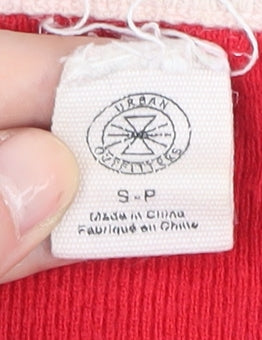 URBAN
OUTFITTERS
S-P
Made in China
Fabriqué en Chine